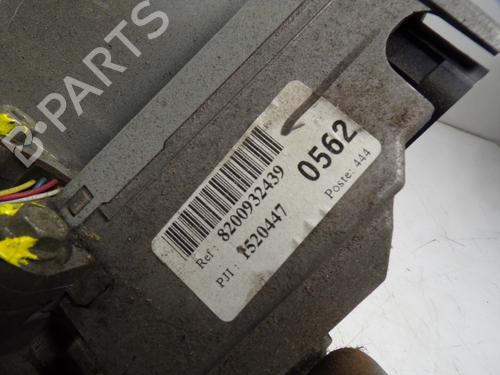 B-PARTS
0562
Ref : 8200932439
PJI : 1520447
Poste: 444